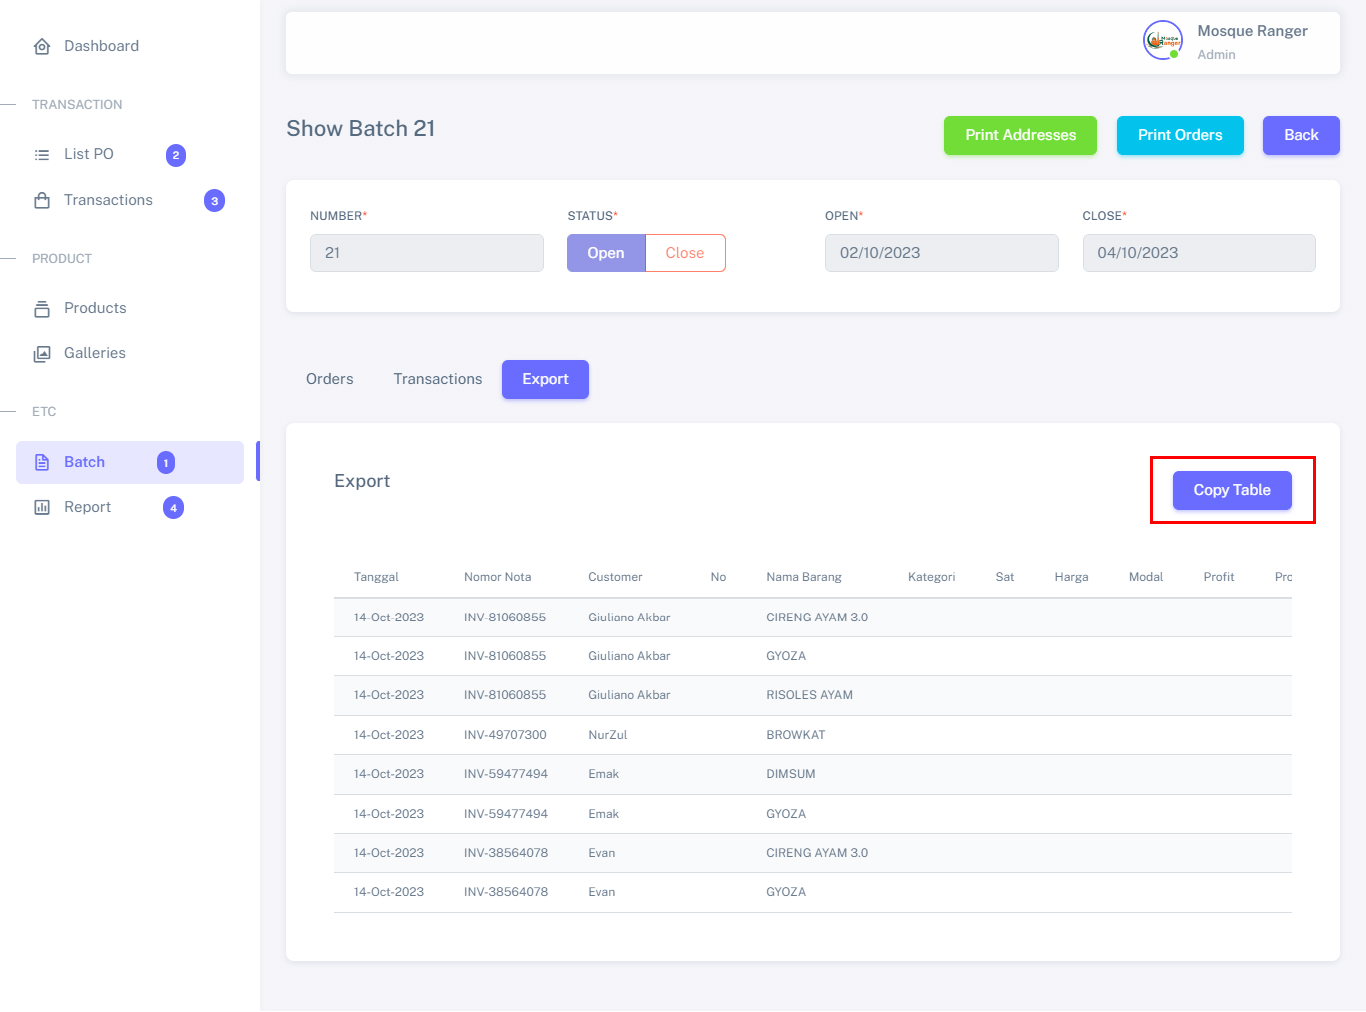 Dashboard
TRANSACTION
List PO 2
Transactions 3
PRODUCT
Products
Galleries
ETC
Batch 1
Report 4
Mosque Ranger
Mosque Ranger
Admin
Show Batch 21
Print Addresses Print Orders Back
NUMBER* STATUS* OPEN* CLOSE*
21 Open Close 02/10/2023 04/10/2023
Orders Transactions Export
Export Copy Table
Tanggal Nomor Nota Customer No Nama Barang Kategori Sat Harga Modal Profit Pro
14-Oct-2023 INV-81060855 Giuliano Akbar CIRENG AYAM 3.0
14-Oct-2023 INV-81060855 Giuliano Akbar GYOZA
14-Oct-2023 INV-81060855 Giuliano Akbar RISOLES AYAM
14-Oct-2023 INV-49707300 NurZul BROWKAT
14-Oct-2023 INV-59477494 Emak DIMSUM
14-Oct-2023 INV-59477494 Emak GYOZA
14-Oct-2023 INV-38564078 Evan CIRENG AYAM 3.0
14-Oct-2023 INV-38564078 Evan GYOZA